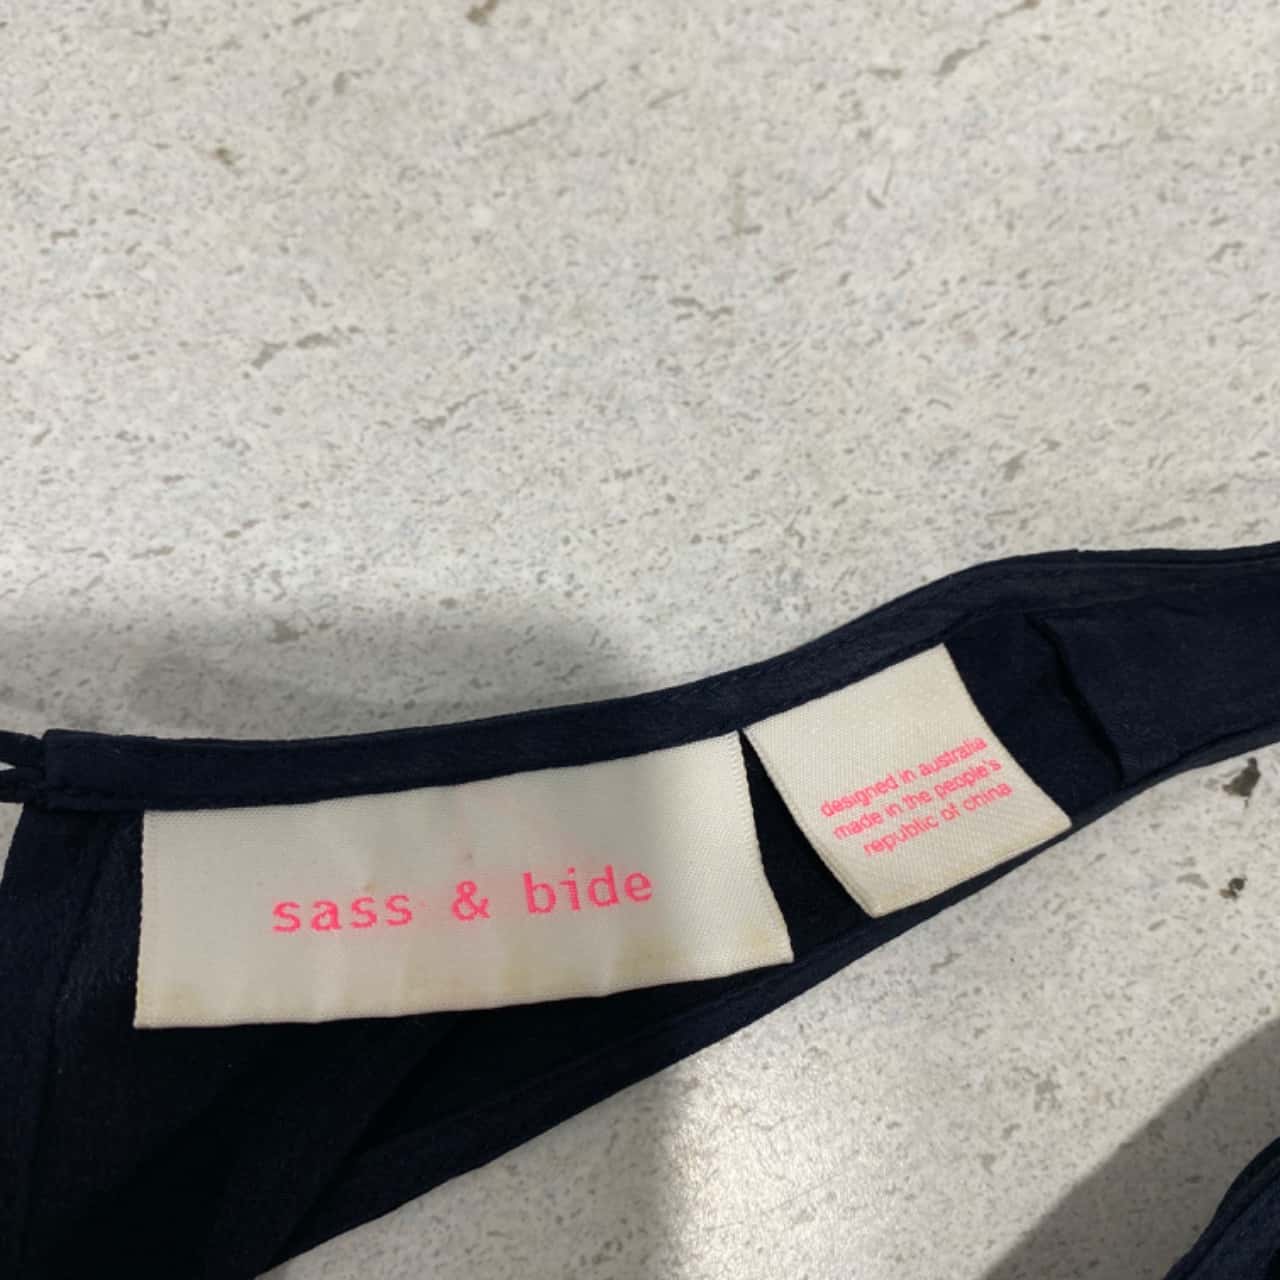 sass & bide
designed in australia
made in the people's
republic of china